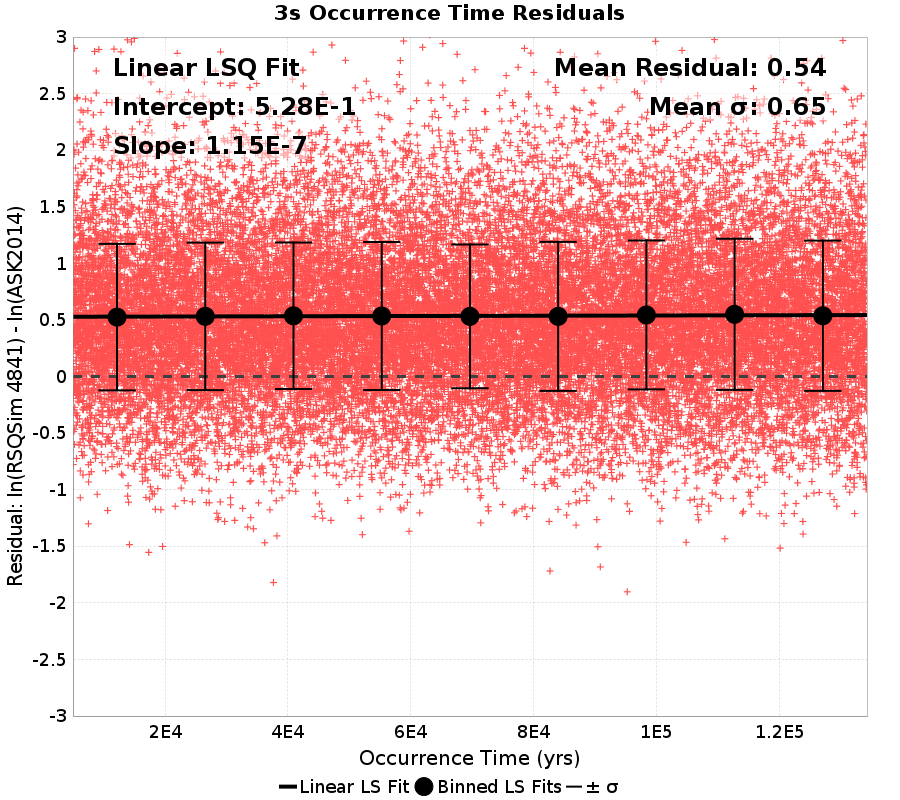 3s Occurrence Time Residuals
Linear LSQ Fit
Intercept: 5.28E-1
Slope: 1.15E-7
Mean Residual: 0.54
Mean σ: 0.65
Residual: ln(RSQSim 4841) - ln(ASK2014)
3
2.5
2
1.5
1
0.5
0
-0.5
-1
-1.5
-2
-2.5
-3
2E4 4E4 6E4 8E4 1E5 1.2E5
Occurrence Time (yrs)
Linear LS Fit Binned LS Fits ± σ